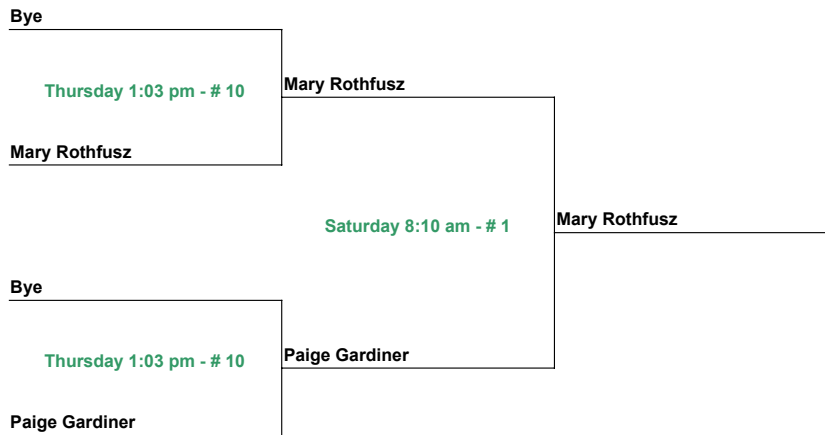 Bye
Thursday 1:03 pm - # 10
Mary Rothfusz
Mary Rothfusz
Saturday 8:10 am - # 1
Mary Rothfusz
Bye
Thursday 1:03 pm - # 10
Paige Gardiner
Paige Gardiner